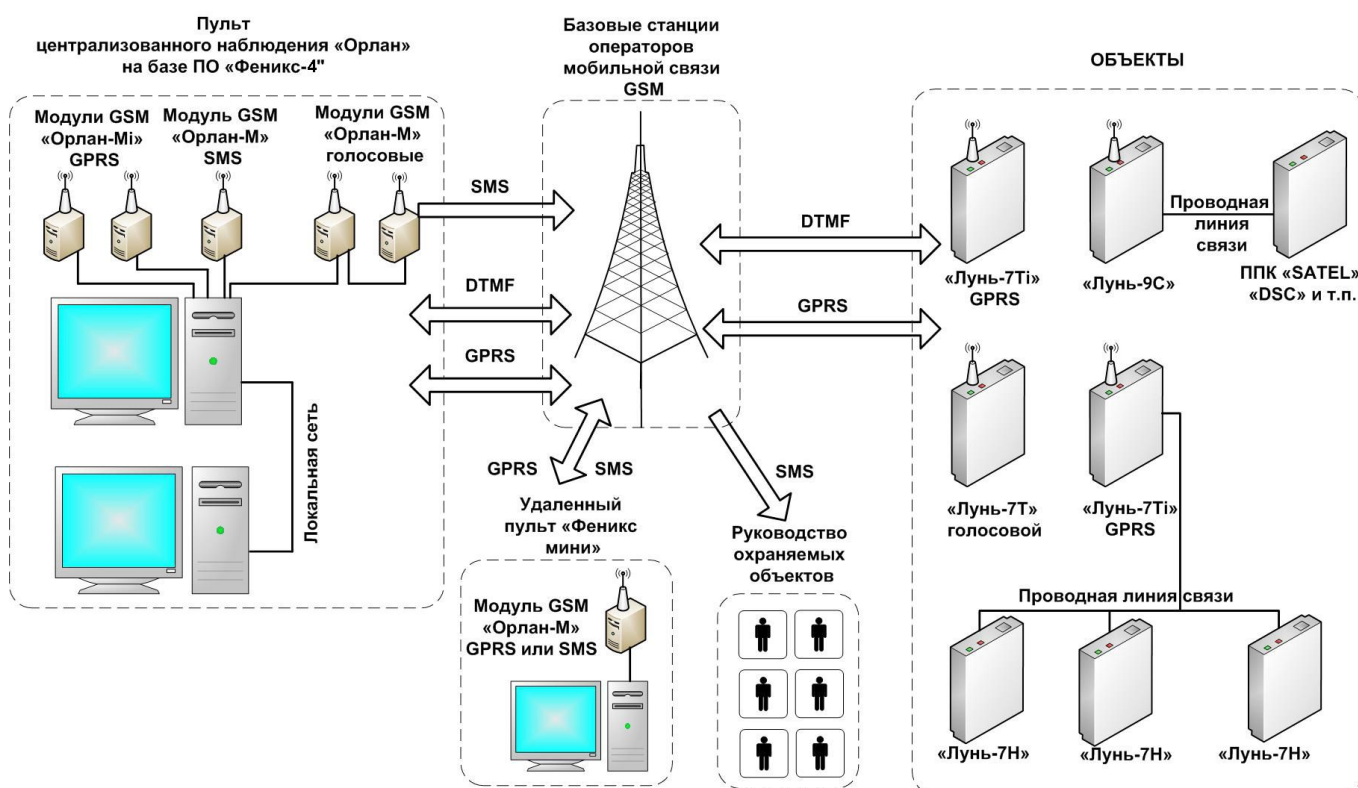 Пульт
централизованного наблюдения «Орлан»
на базе ПО «Феникс-4"
Модули GSM
«Орлан-Mi»
GPRS
Модуль GSM
«Орлан-М»
SMS
Модули GSM
«Орлан-М»
голосовые
Локальная сеть
Базовые станции
операторов
мобильной связи
GSM
SMS
DTMF
GPRS
DTMF
GPRS
GPRS
SMS
SMS
Удаленный
пульт «Феникс
мини»
Модуль GSM
«Орлан-М»
GPRS или SMS
Руководство
охраняемых
объектов
ОБЪЕКТЫ
«Лунь-7Ti»
GPRS
«Лунь-9С»
Проводная
линия
связи
ППК «SATEL»
«DSC» и т.п.
«Лунь-7Т»
голосовой
«Лунь-7Ti»
GPRS
Проводная линия связи
«Лунь-7Н»
«Лунь-7Н»
«Лунь-7Н»